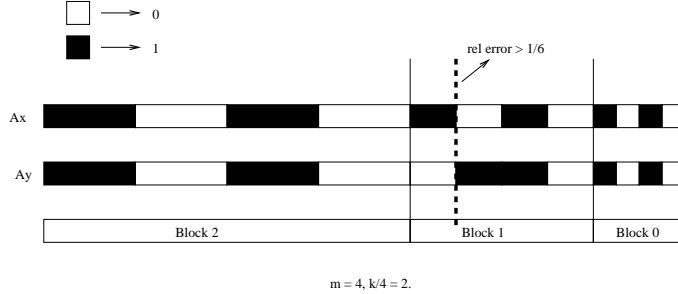 0
1
rel error > 1/6
Ax
Ay
Block 2
Block 1
Block 0
m = 4, k/4 = 2.